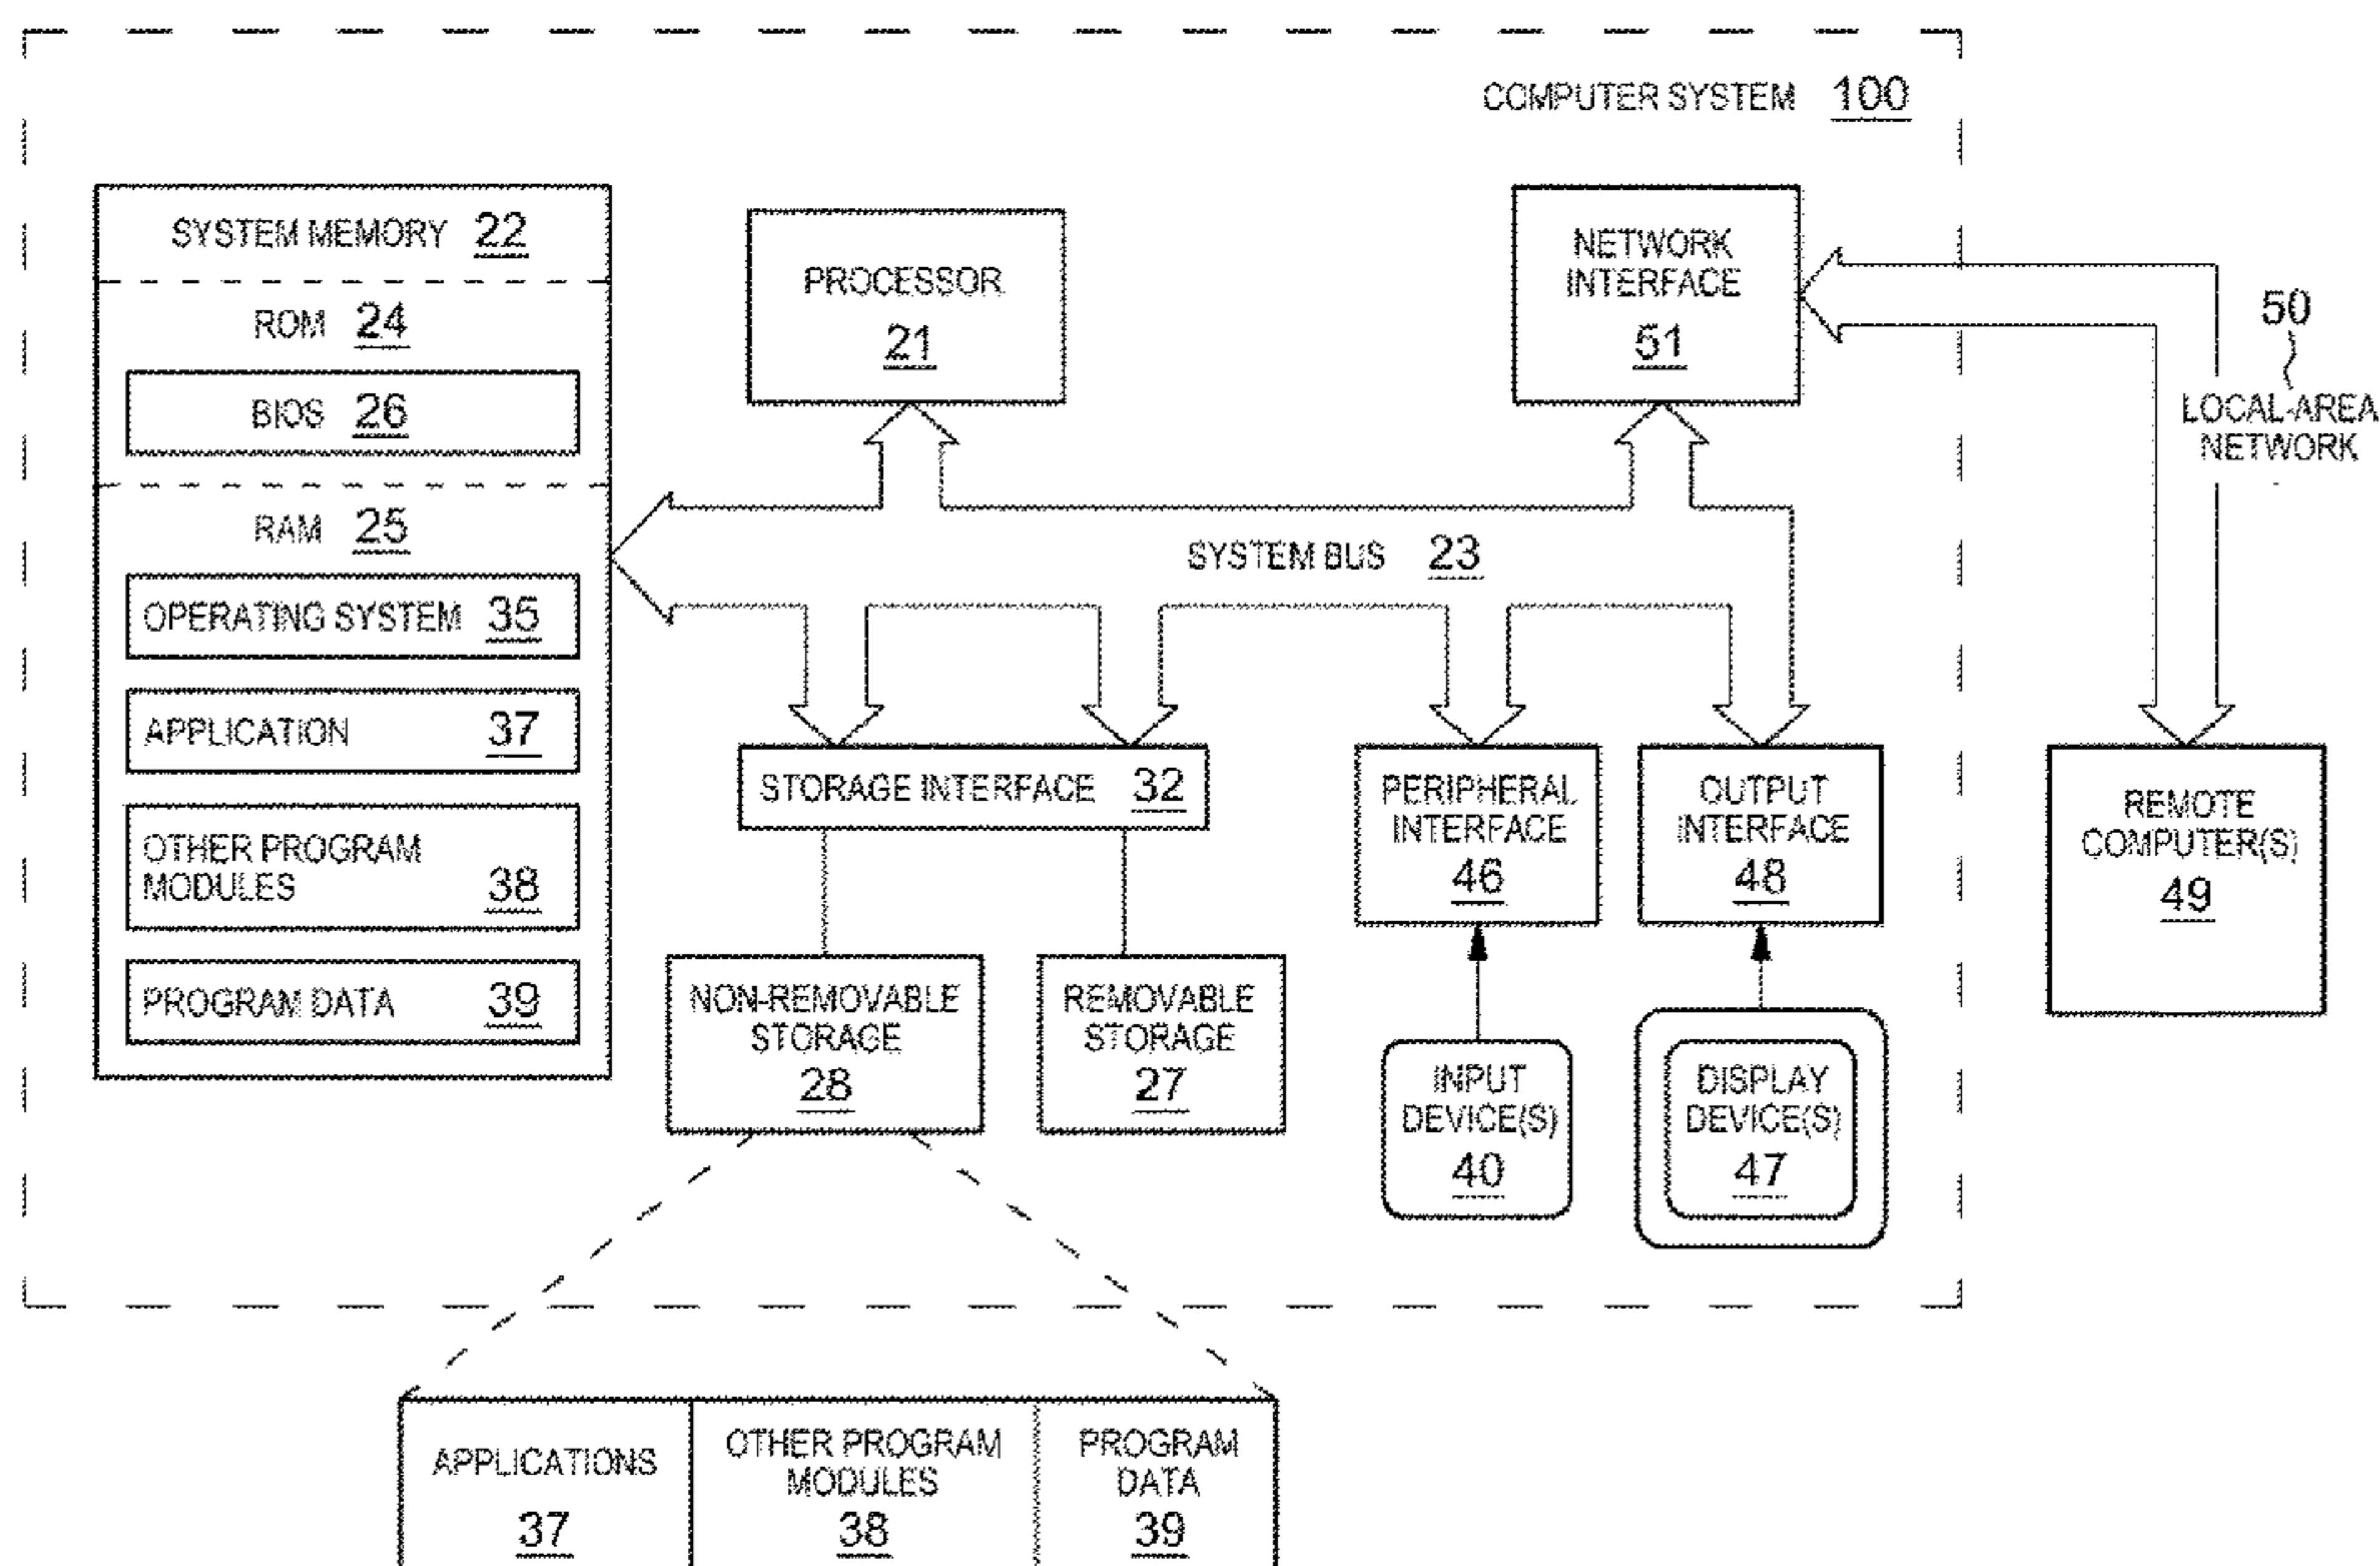 COMPUTER SYSTEM 100
SYSTEM MEMORY 22
ROM 24
BIOS 26
RAM 25
OPERATING SYSTEM 35
APPLICATION 37
OTHER PROGRAM
MODULES 38
PROGRAM DATA 39
PROCESSOR
21
NETWORK
INTERFACE
51
50
LOCAL-AREA
NETWORK
SYSTEM BUS 23
STORAGE INTERFACE 32
PERIPHERAL
INTERFACE
46
OUTPUT
INTERFACE
48
REMOTE
COMPUTER(S)
49
NON-REMOVABLE
STORAGE
28
REMOVABLE
STORAGE
27
INPUT
DEVICE(S)
40
DISPLAY
DEVICE(S)
47
APPLICATIONS
37
OTHER PROGRAM
MODULES
38
PROGRAM
DATA
39